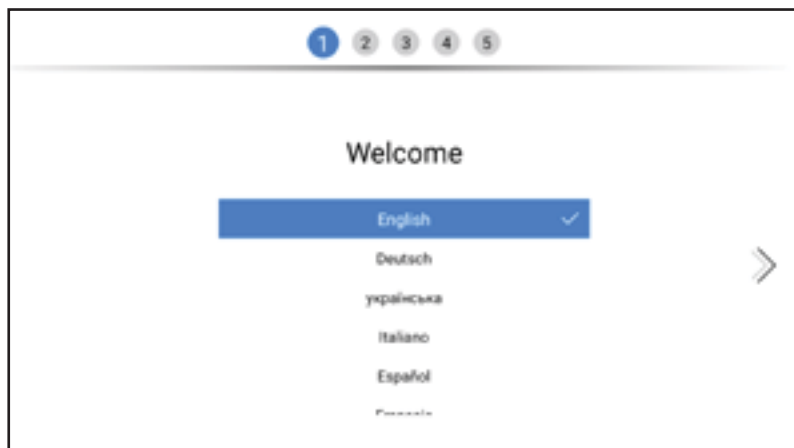 1 2 3 4 5
Welcome
English
Deutsch
українська
Italiano
Español